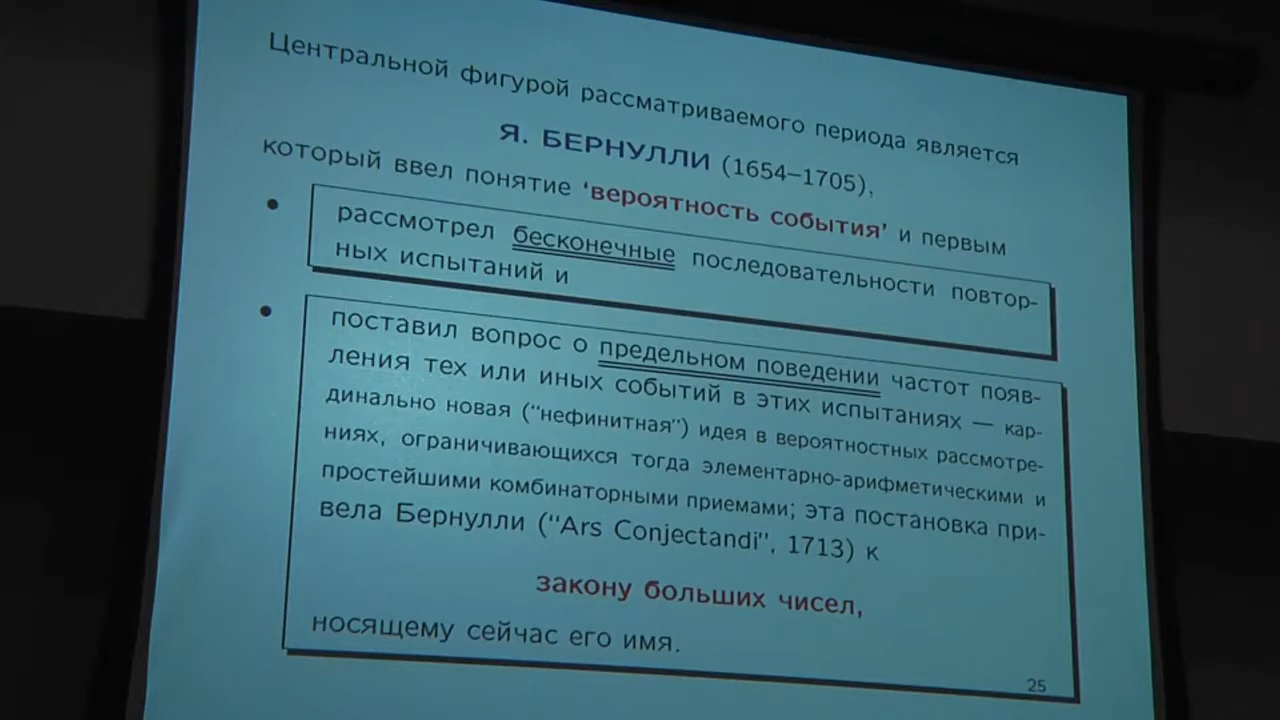 Центральной фигурой рассматриваемого периода является
Я. БЕРНУЛЛИ (1654–1705),
который ввел понятие ‘вероятность события’ и первым
• рассмотрел бесконечные последовательности повтор-
ных испытаний и
• поставил вопрос о предельном поведении частот появ-
ления тех или иных событий в этих испытаниях — кар-
динально новая (“нефинитная”) идея в вероятностных рассмотре-
ниях, ограничивающихся тогда элементарно-арифметическими и
простейшими комбинаторными приемами; эта постановка при-
вела Бернулли (“Ars Conjectandi”, 1713) к
закону больших чисел,
носящему сейчас его имя.
25